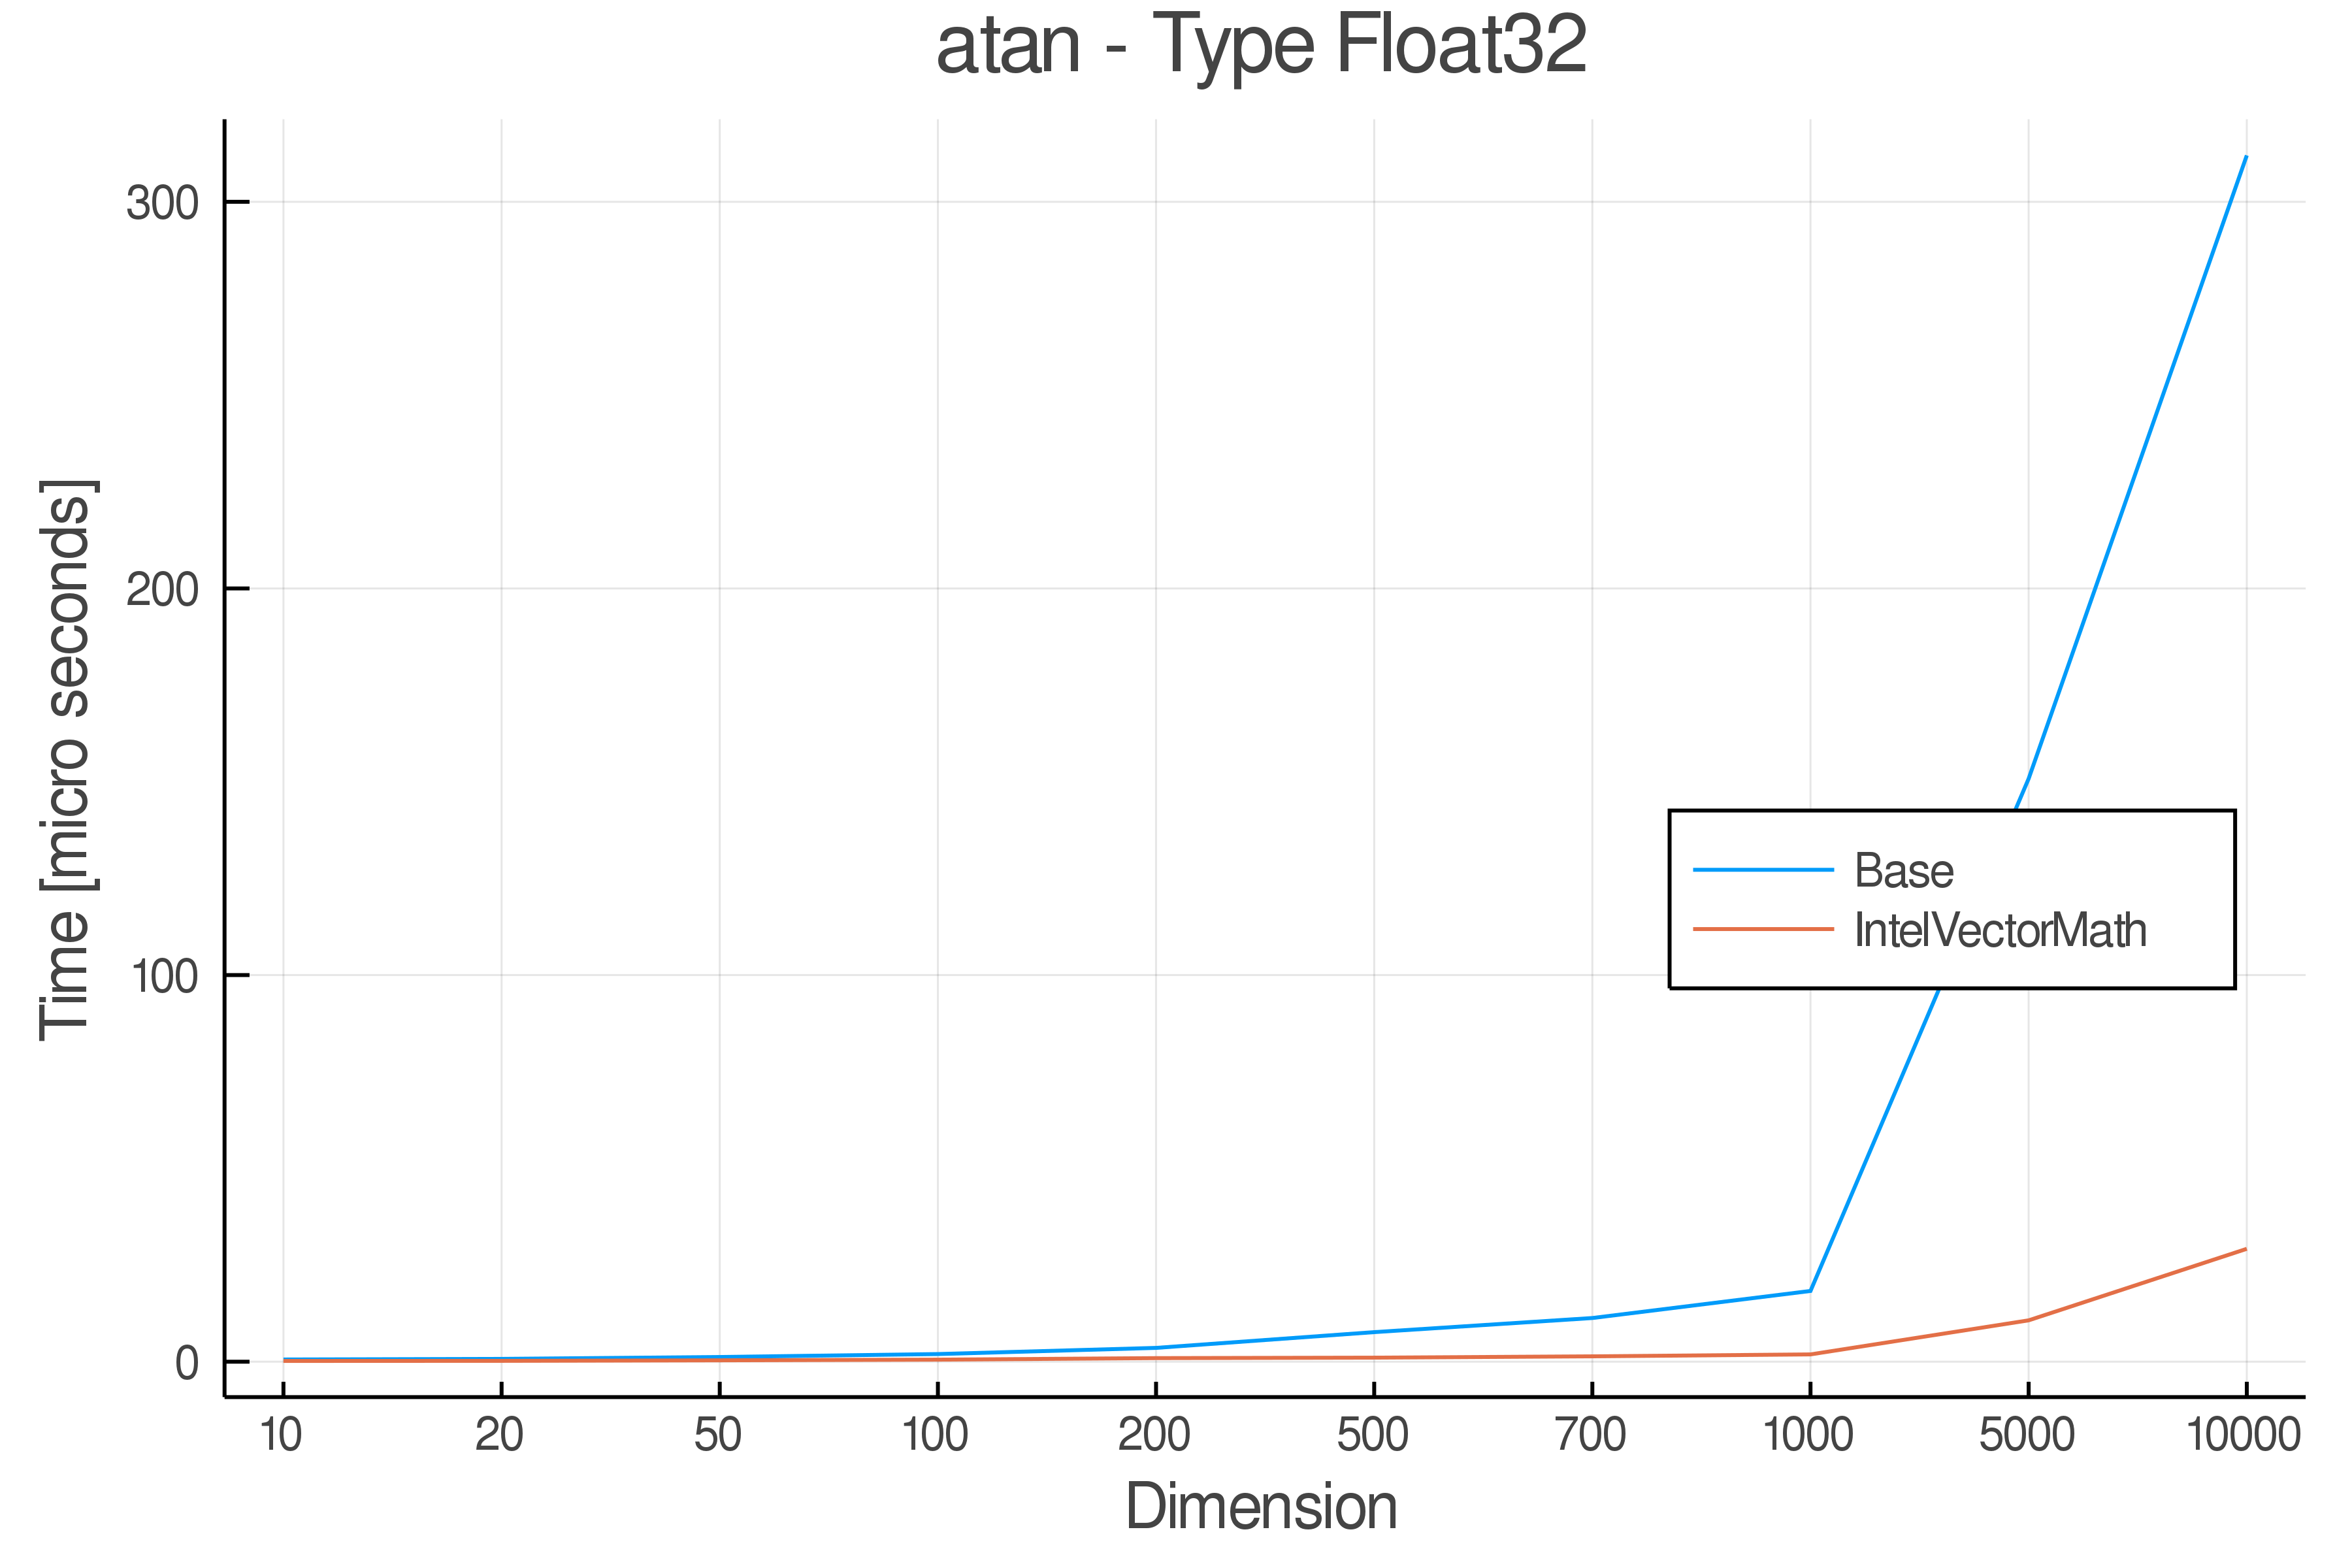 atan - Type Float32
Time [micro seconds]
300
200
100
0
Base
IntelVectorMath
10 20 50 100 200 500 700 1000 5000 10000
Dimension